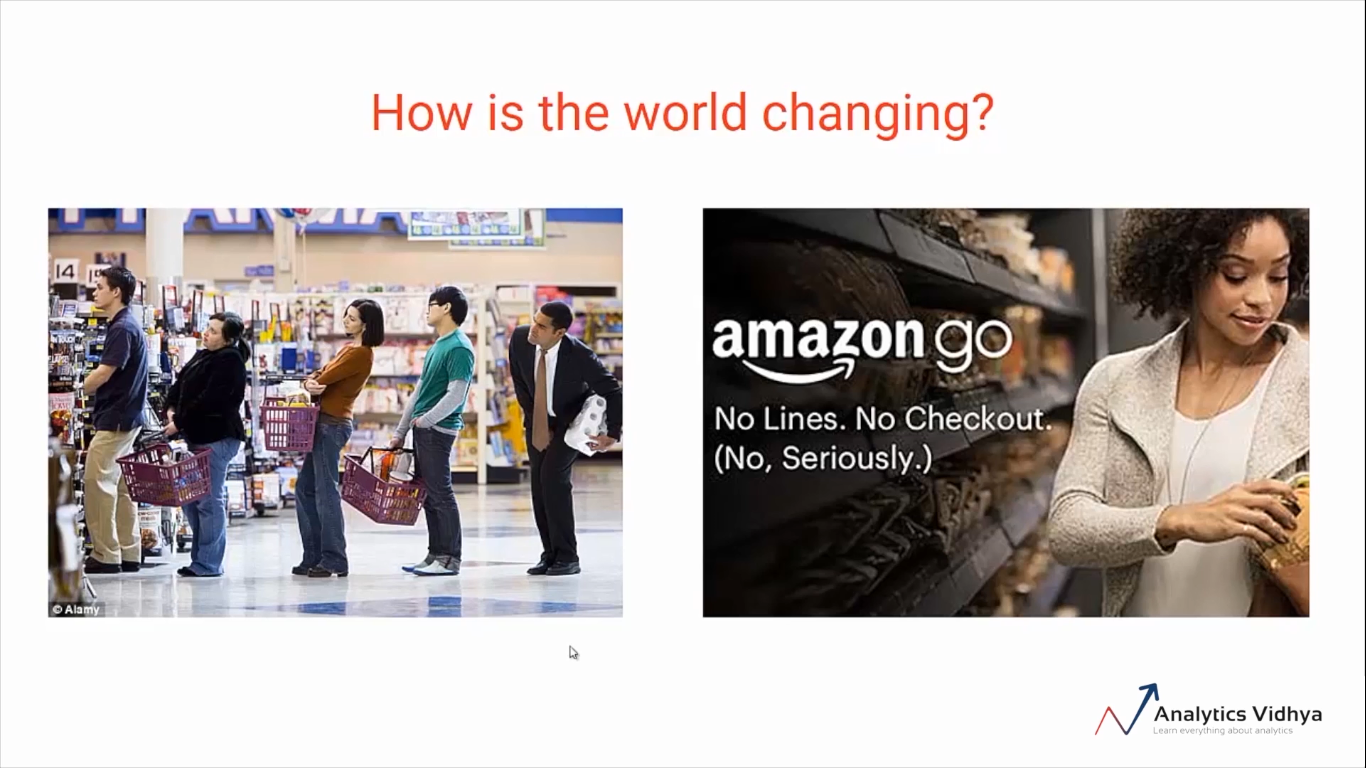 How is the world changing?
14
15
© Alamy
amazon go
No Lines. No Checkout.
(No, Seriously.)
Analytics Vidhya
Learn everything about analytics